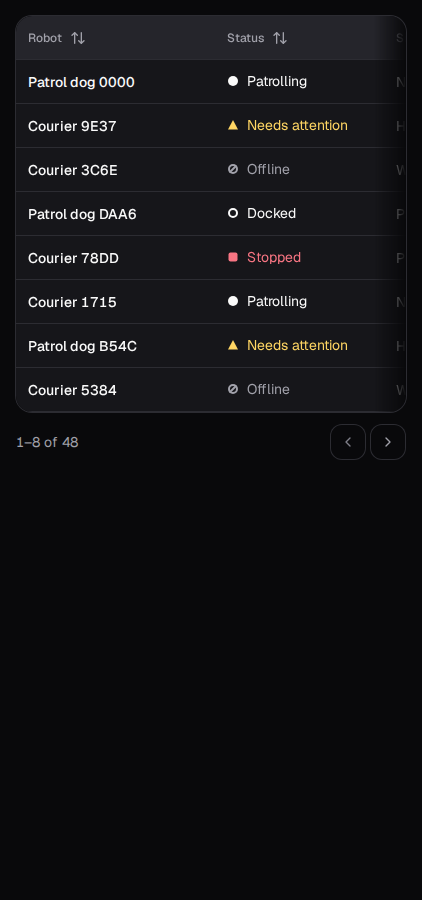 Robot Status
Patrol dog 0000 Patrolling
Courier 9E37 Needs attention
Courier 3C6E Offline
Patrol dog DAA6 Docked
Courier 78DD Stopped
Courier 1715 Patrolling
Patrol dog B54C Needs attention
Courier 5384 Offline
1–8 of 48